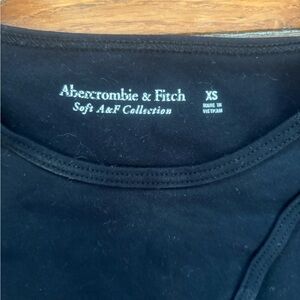 Abercrombie & Fitch
Soft A&F Collection
XS
MADE IN
VIETNAM